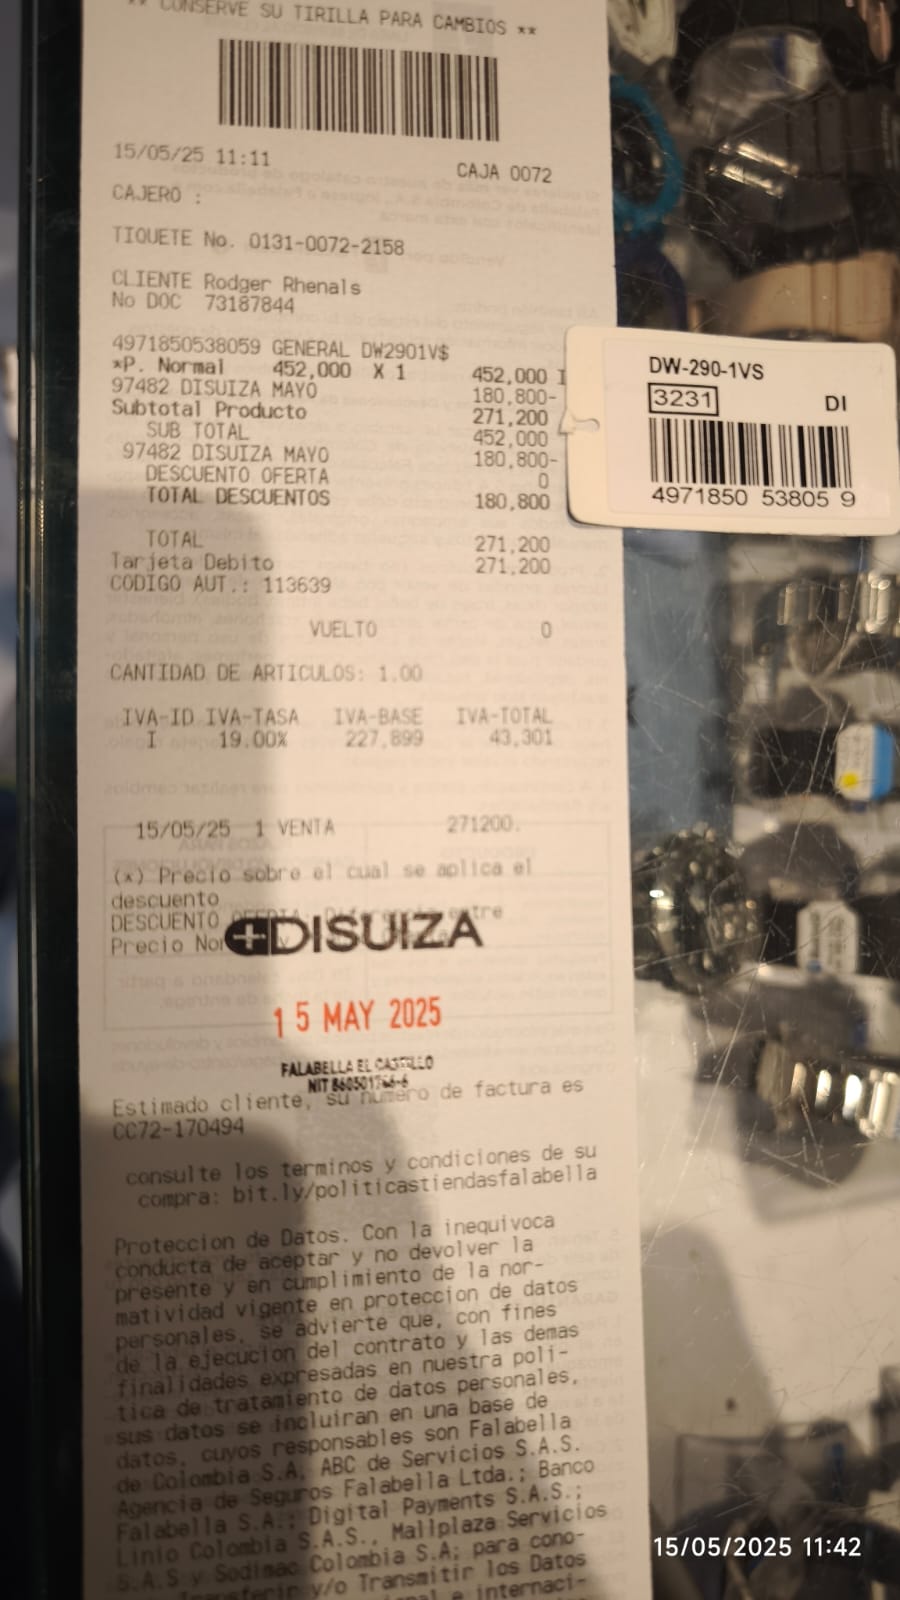 ** CONSERVE SU TIRILLA PARA CAMBIOS **
15/05/25 11:11 CAJA 0072
CAJERO :
TIQUETE No. 0131-0072-2158
CLIENTE Rodger Rhenals
No DOC 73187844
4971850538059 GENERAL DW2901V$
*P. Normal 452,000 X 1 452,000 I
97482 DISUIZA MAYO 180,800-
Subtotal Producto 271,200
SUB TOTAL 452,000
97482 DISUIZA MAYO 180,800-
DESCUENTO OFERTA 0
TOTAL DESCUENTOS 180,800
TOTAL 271,200
Tarjeta Debito 271,200
CODIGO AUT.: 113639
VUELTO 0
CANTIDAD DE ARTICULOS: 1.00
IVA-ID IVA-TASA IVA-BASE IVA-TOTAL
I 19.00% 227,899 43,301
15/05/25 1 VENTA 271200.
(*) Precio sobre el cual se aplica el
descuento
DESCUENTO
Precio
DISUIZA
15 MAY 2025
FALABELLA EL CASTILLO
NIT
Estimado cliente, su numero de factura es
CC72-170494
consulte los terminos y condiciones de su
compra: bit.ly/politicastiendasfalabella
Proteccion de Datos. Con la inequivoca
conducta de aceptar y no devolver la
presente y en cumplimiento de la nor-
matividad vigente en proteccion de datos
personales, se advierte que, con fines
de la ejecucion del contrato y las demas
finalidades expresadas en nuestra poli-
tica de tratamiento de datos personales,
sus datos se incluiran en una base de
datos, cuyos responsables son Falabella
de Colombia S.A, ABC de Servicios S.A.S.
Agencia de Seguros Falabella Ltda.; Banco
Falabella S.A.; Digital Payments S.A.S.;
Linio Colombia S.A.S., Mallplaza Servicios
S.A.S y Sodimac Colombia S.A; para cono-
y/o Transmitir los Datos
internaci-
DW-290-1VS
3231 DI
4971850 53805 9
15/05/2025 11:42